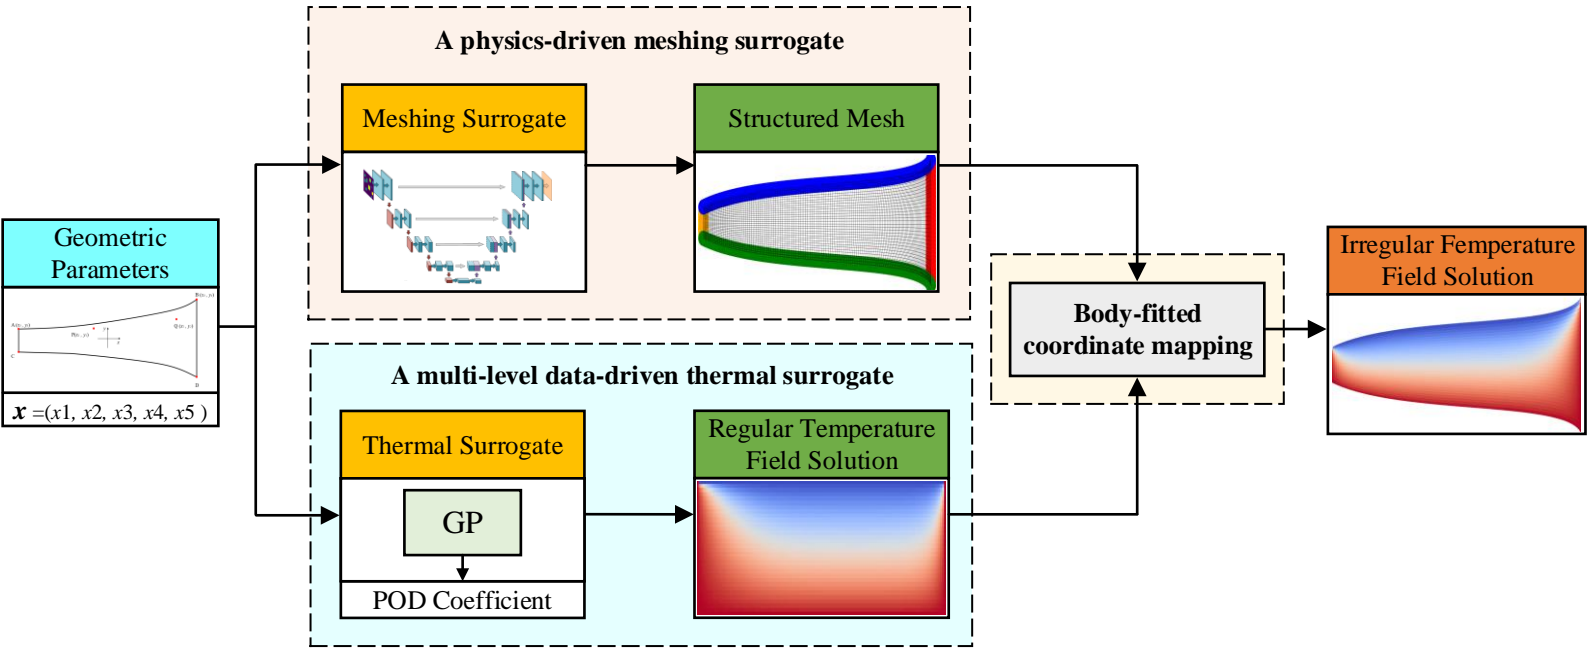 A physics-driven meshing surrogate
Meshing Surrogate
Structured Mesh
Geometric
Parameters
C
B
𝒙 =(x1, x2, x3, x4, x5 )
A multi-level data-driven thermal surrogate
Thermal Surrogate
GP
POD Coefficient
Regular Temperature
Field Solution
Body-fitted
coordinate mapping
Irregular Femperature
Field Solution